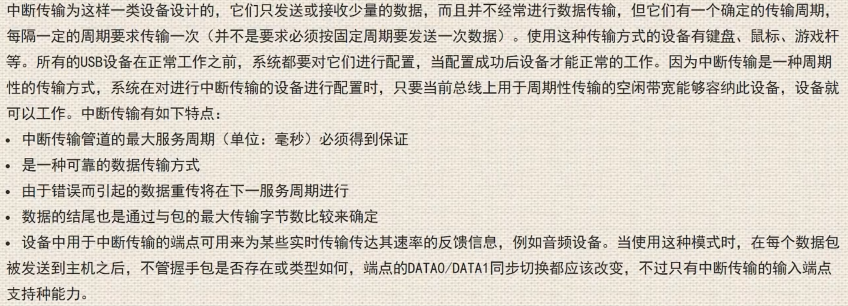 中断传输为这样一类设备设计的，它们只发送或接收少量的数据，而且并不经常进行数据传输，但它们有一个确定的传输周期，
每隔一定的周期要求传输一次（并不是要求必须按固定周期要发送一次数据）。使用这种传输方式的设备有键盘、鼠标、游戏杆
等。所有的USB设备在正常工作之前，系统都要对它们进行配置，当配置成功后设备才能正常的工作。因为中断传输是一种周期
性的传输方式，系统在对进行中断传输的设备进行配置时，只要当前总线上用于周期性传输的空闲带宽能够容纳此设备，设备就
可以工作。中断传输有如下特点：
• 中断传输管道的最大服务周期（单位：毫秒）必须得到保证
• 是一种可靠的数据传输方式
• 由于错误而引起的数据重传将在下一服务周期进行
• 数据的结尾也是通过与包的最大传输字节数比较来确定
• 设备中用于中断传输的端点可用来为某些实时传输传达其速率的反馈信息，例如音频设备。当使用这种模式时，在每个数据包
被发送到主机之后，不管握手包是否存在或类型如何，端点的DATA0/DATA1同步切换都应该改变，不过只有中断传输的输入端点
支持种能力。